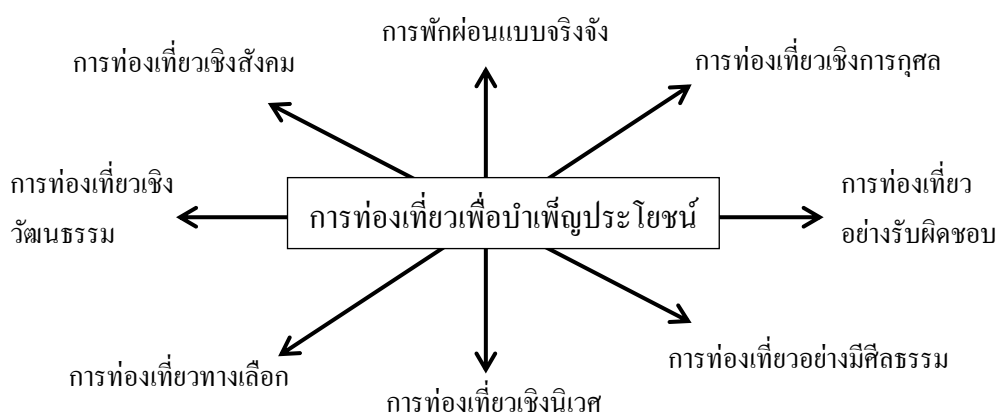 การพักผ่อนแบบจริงจัง
การท่องเที่ยวเชิงสังคม
การท่องเที่ยวเชิงการกุศล
การท่องเที่ยวเชิง
วัฒนธรรม
การท่องเที่ยวเพื่อบำเพ็ญประโยชน์
การท่องเที่ยว
อย่างรับผิดชอบ
การท่องเที่ยวทางเลือก
การท่องเที่ยวอย่างมีศีลธรรม
การท่องเที่ยวเชิงนิเวศ